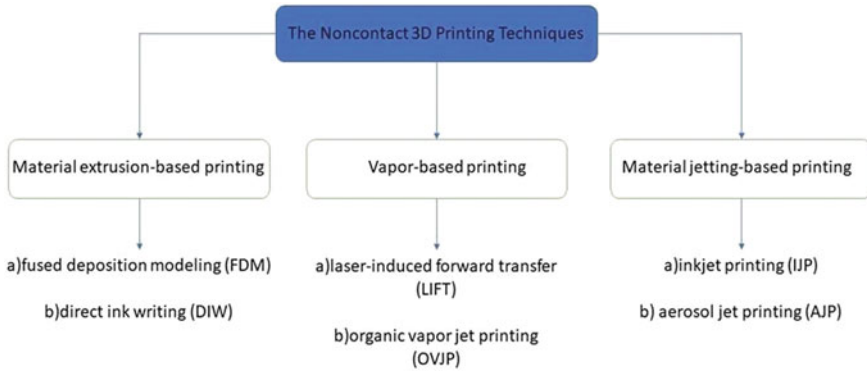 The Noncontact 3D Printing Techniques
Material extrusion-based printing
a)fused deposition modeling (FDM)
b)direct ink writing (DIW)
Vapor-based printing
a)laser-induced forward transfer
(LIFT)
b)organic vapor jet printing
(OVJP)
Material jetting-based printing
a)inkjet printing (IJP)
b) aerosol jet printing (AJP)